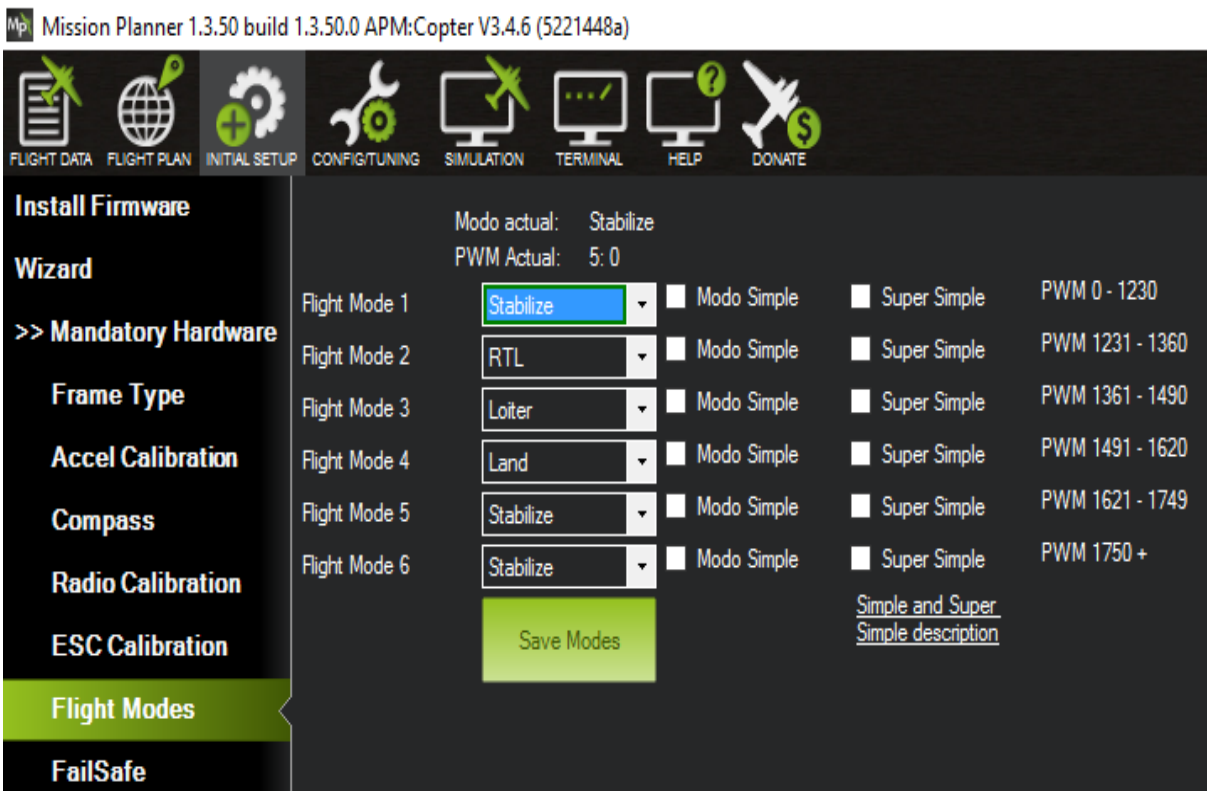 Mission Planner 1.3.50 build 1.3.50.0 APM:Copter V3.4.6 (5221448a)
FLIGHT DATA FLIGHT PLAN INITIAL SETUP CONFIG/TUNING SIMULATION TERMINAL HELP DONATE
Install Firmware
Wizard
>> Mandatory Hardware
Frame Type
Accel Calibration
Compass
Radio Calibration
ESC Calibration
Flight Modes
FailSafe
Modo actual: Stabilize
PWM Actual: 5: 0
Flight Mode 1 Stabilize Modo Simple Super Simple PWM 0 - 1230
Flight Mode 2 RTL Modo Simple Super Simple PWM 1231 - 1360
Flight Mode 3 Loiter Modo Simple Super Simple PWM 1361 - 1490
Flight Mode 4 Land Modo Simple Super Simple PWM 1491 - 1620
Flight Mode 5 Stabilize Modo Simple Super Simple PWM 1621 - 1749
Flight Mode 6 Stabilize Modo Simple Super Simple PWM 1750 +
Save Modes
Simple and Super
Simple description